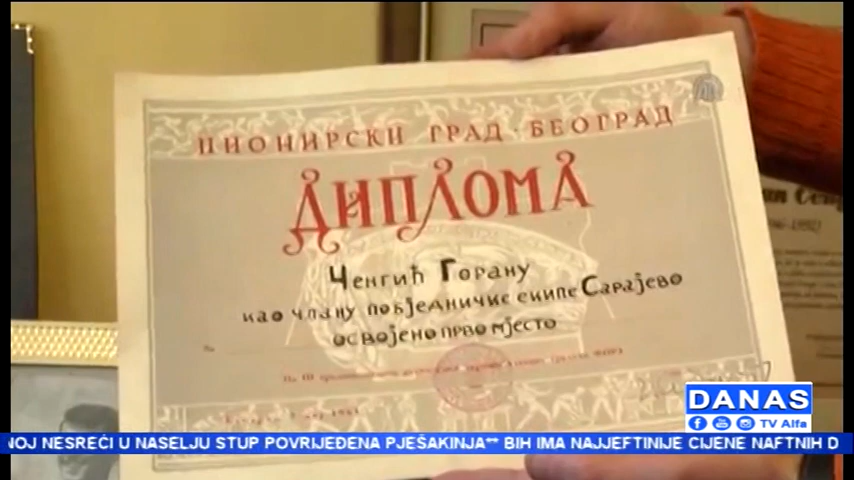 ПИОНИРСКИ ГРАД · БЕОГРАД
ДИПЛОМА
Ченгић Горану
као члану побједничке екипе Сарајево
освојено прво мјесто
DANAS
TV Alfa
NOJ NESREĆI U NASELJU STUP POVRIJEĐENA PJEŠAKINJA** BIH IMA NAJJEFTINIJE CIJENE NAFTNIH D